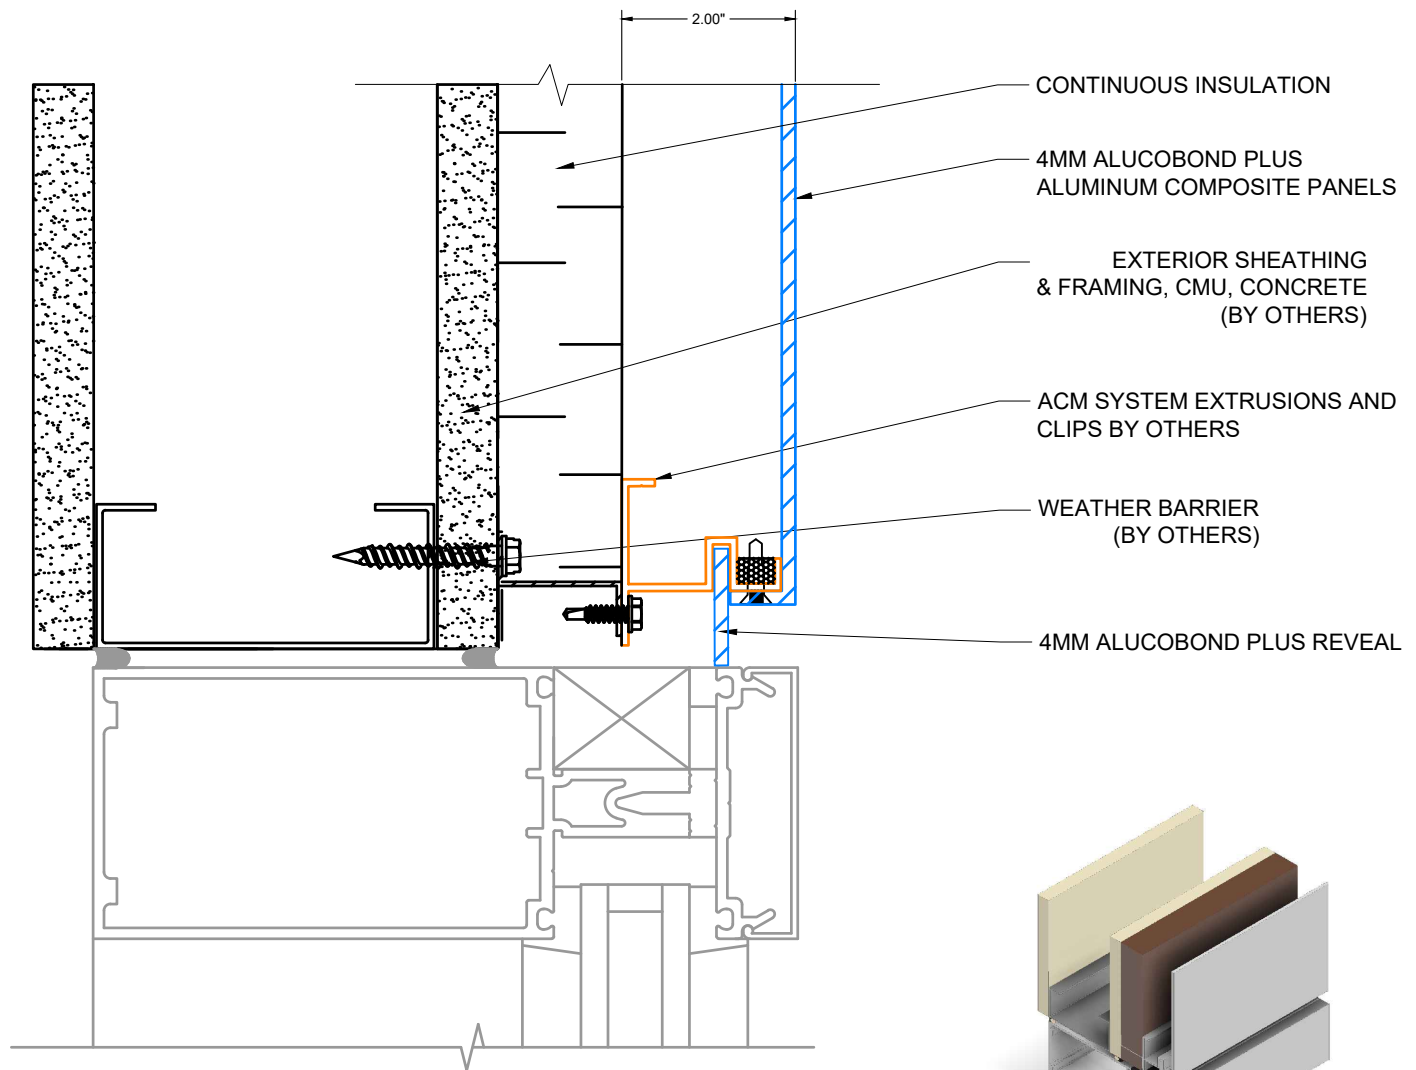 2.00"
CONTINUOUS INSULATION
4MM ALUCOBOND PLUS
ALUMINUM COMPOSITE PANELS
EXTERIOR SHEATHING
& FRAMING, CMU, CONCRETE
(BY OTHERS)
ACM SYSTEM EXTRUSIONS AND
CLIPS BY OTHERS
WEATHER BARRIER
(BY OTHERS)
4MM ALUCOBOND PLUS REVEAL